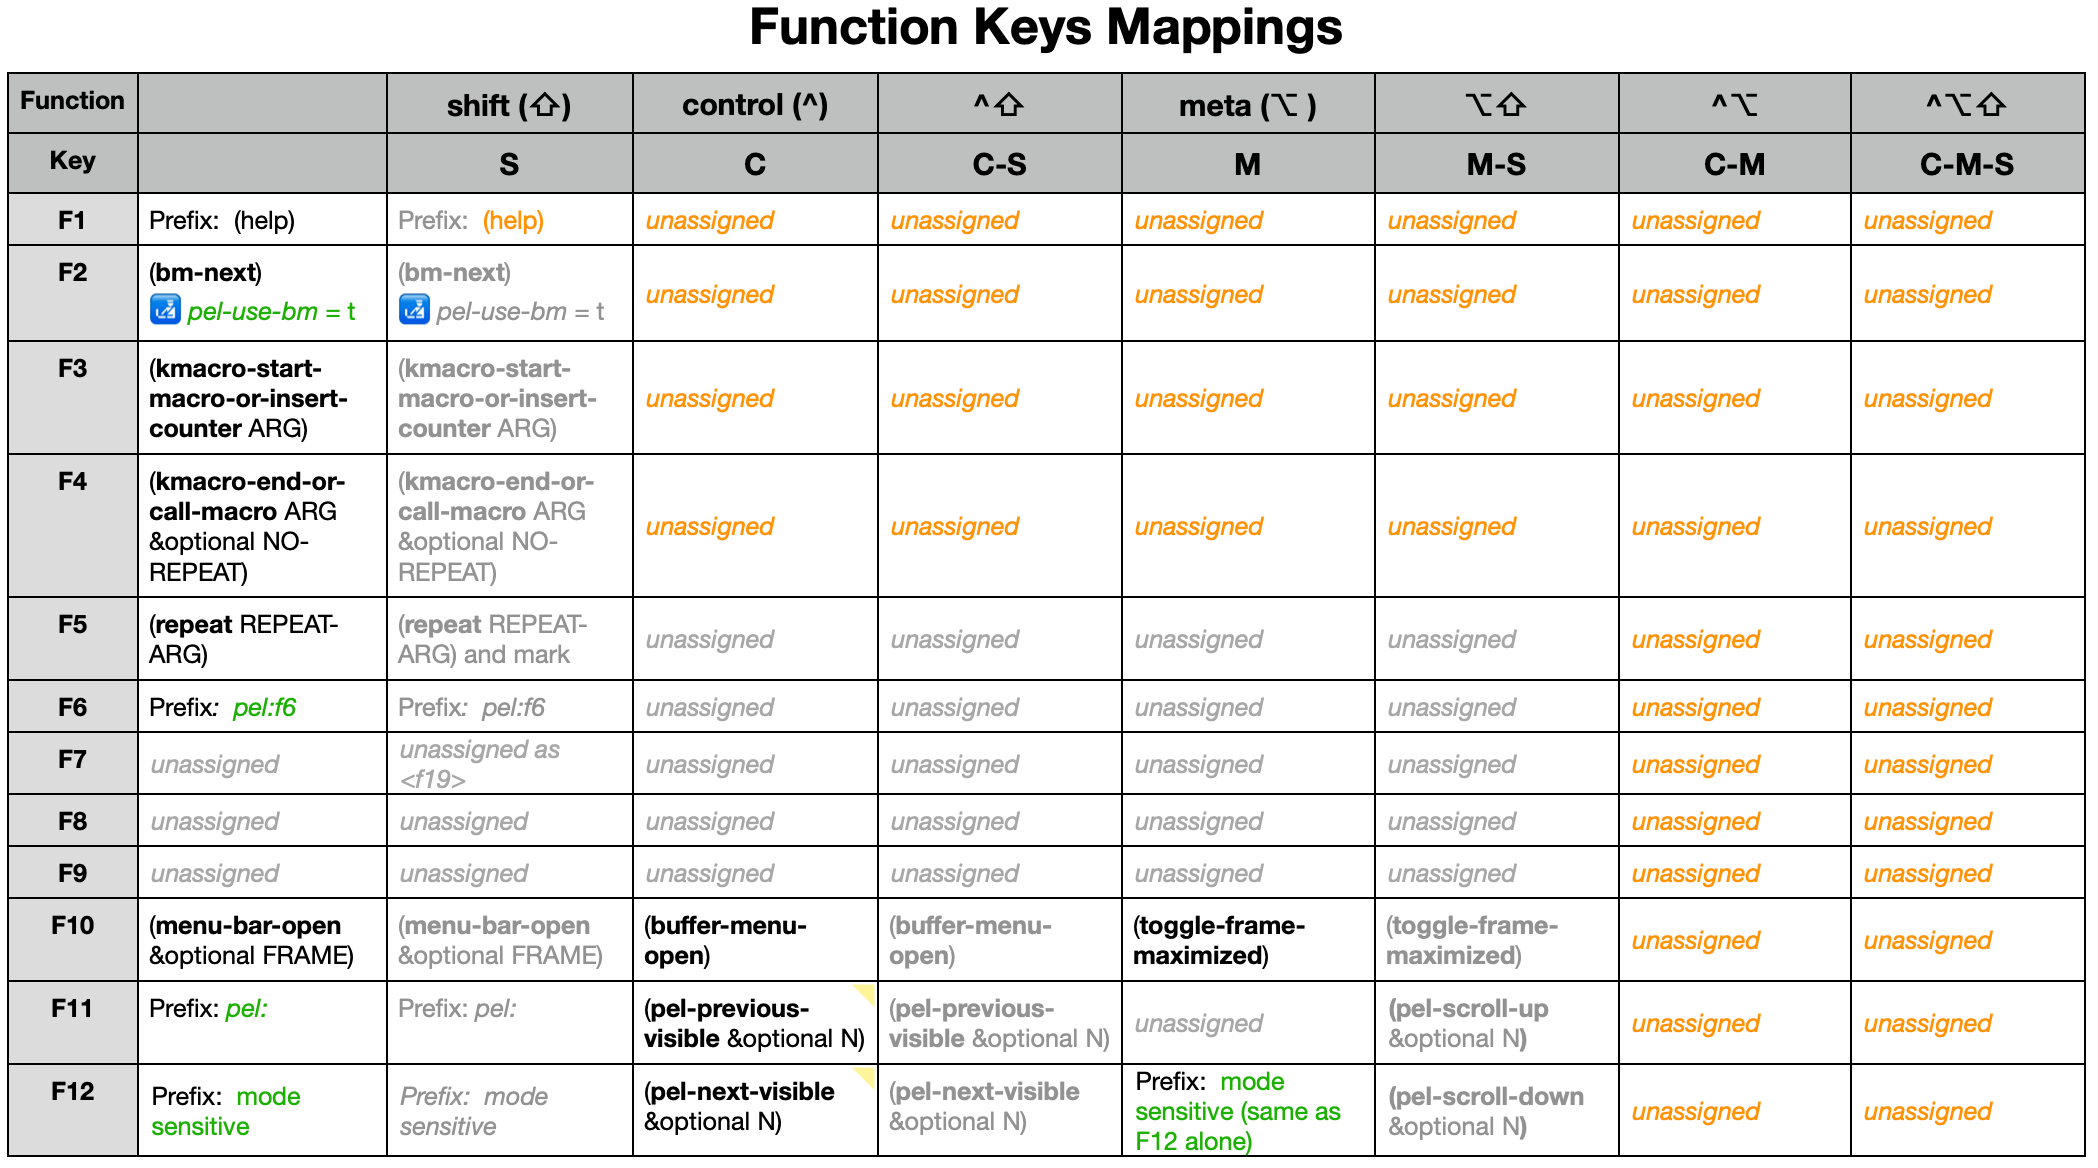 Function Keys Mappings
Function shift (⇧) control (^) ^⇧ meta (⌥ ) ⌥⇧ ^⌥ ^⌥⇧
Key S C C-S M M-S C-M C-M-S
F1 Prefix: (help) Prefix: (help) unassigned unassigned unassigned unassigned unassigned unassigned
F2 (bm-next) (bm-next)
pel-use-bm = t pel-use-bm = t unassigned unassigned unassigned unassigned unassigned unassigned
F3 (kmacro-start- (kmacro-start-
macro-or-insert- macro-or-insert- unassigned unassigned unassigned unassigned unassigned unassigned
counter ARG) counter ARG)
F4 (kmacro-end-or- (kmacro-end-or-
call-macro ARG call-macro ARG unassigned unassigned unassigned unassigned unassigned unassigned
&optional NO- &optional NO-
REPEAT) REPEAT)
F5 (repeat REPEAT- (repeat REPEAT- unassigned unassigned unassigned unassigned unassigned unassigned
ARG) ARG) and mark
F6 Prefix: pel:f6 Prefix: pel:f6 unassigned unassigned unassigned unassigned unassigned unassigned
F7 unassigned unassigned as unassigned unassigned unassigned unassigned unassigned unassigned
<f19>
F8 unassigned unassigned unassigned unassigned unassigned unassigned unassigned unassigned
F9 unassigned unassigned unassigned unassigned unassigned unassigned unassigned unassigned
F10 (menu-bar-open (menu-bar-open (buffer-menu- (buffer-menu- (toggle-frame- (toggle-frame- unassigned unassigned
&optional FRAME) &optional FRAME) open) open) maximized) maximized)
F11 Prefix: pel: Prefix: pel: (pel-previous- (pel-previous- unassigned (pel-scroll-up unassigned unassigned
visible &optional N) visible &optional N) &optional N)
F12 Prefix: mode Prefix: mode (pel-next-visible (pel-next-visible Prefix: mode (pel-scroll-down unassigned unassigned
sensitive sensitive &optional N) &optional N) sensitive (same as &optional N)
F12 alone)